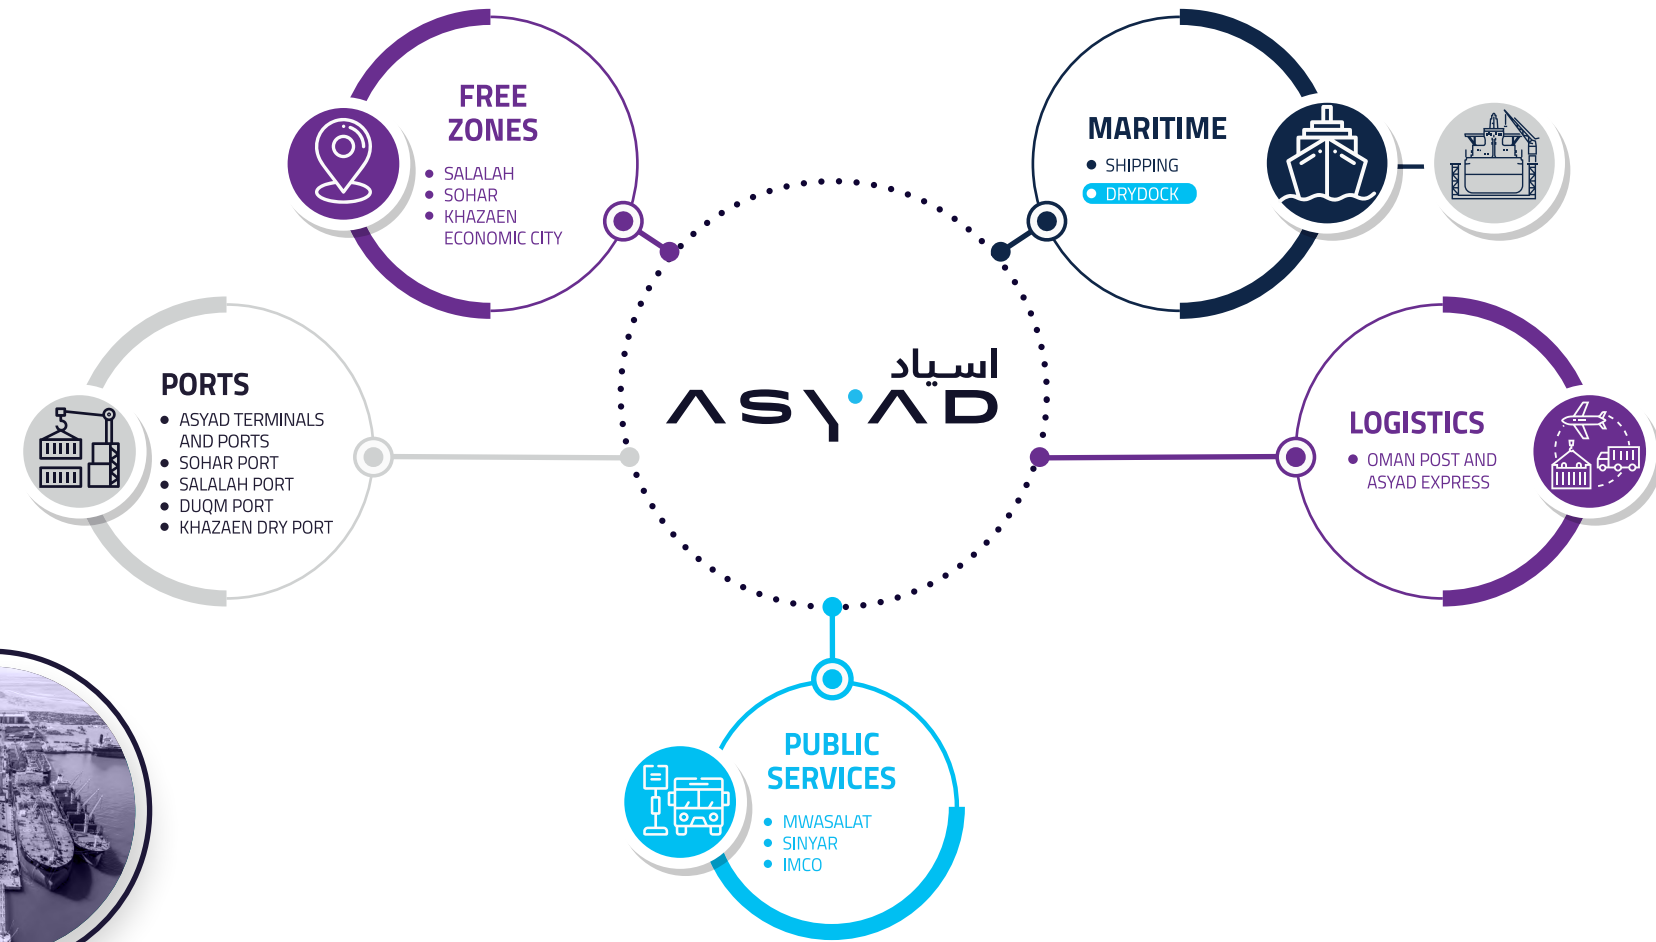 FREE
ZONES
SALALAH
SOHAR
KHAZAEN
ECONOMIC CITY
MARITIME
SHIPPING
DRYDOCK
PORTS
ASYAD TERMINALS
AND PORTS
SOHAR PORT
SALALAH PORT
DUQM PORT
KHAZAEN DRY PORT
اسياد
ASYAD
LOGISTICS
OMAN POST AND
ASYAD EXPRESS
PUBLIC
SERVICES
MWASALAT
SINYAR
IMCO